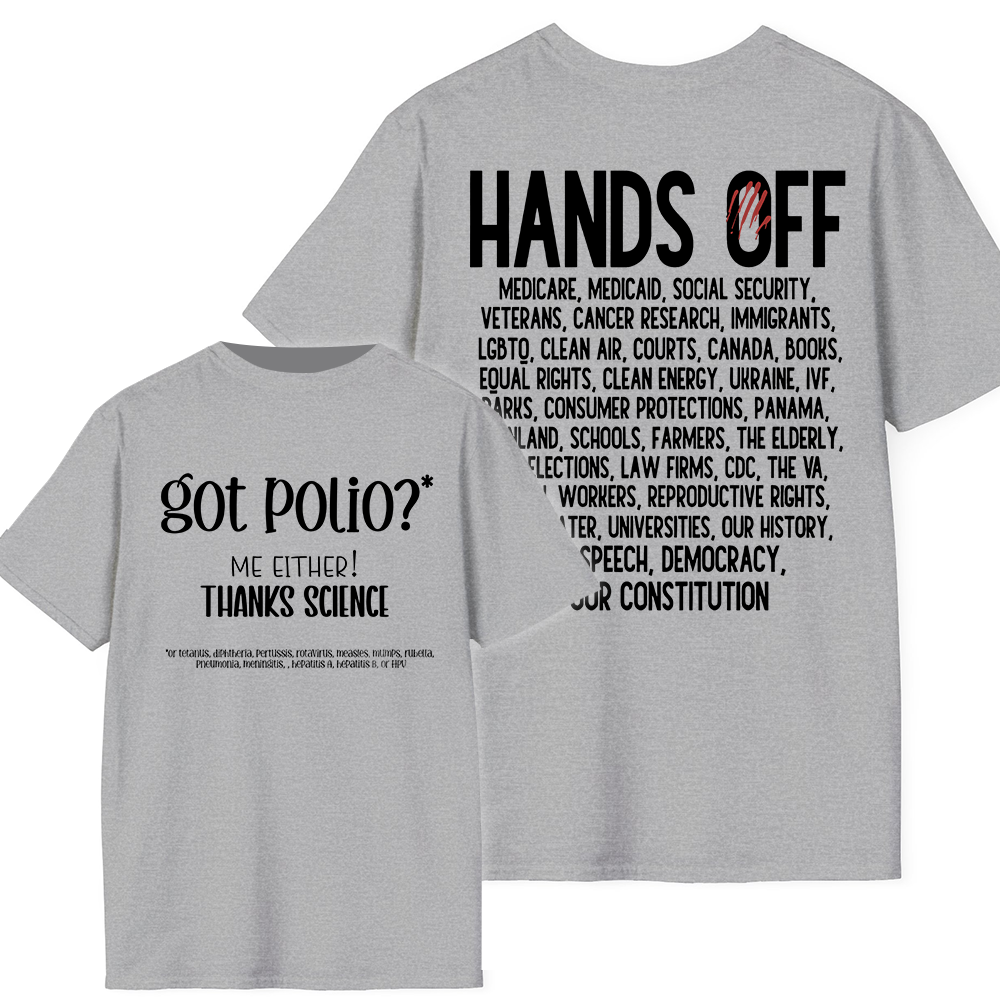 got polio?*
ME EITHER!
THANKS SCIENCE
*or tetanus, diphtheria, pertussis, rotavirus, measles, mumps, rubella,
pneumonia, meningitis, , hepatitis A, hepatitis B, or HPV
HANDS OFF
MEDICARE, MEDICAID, SOCIAL SECURITY,
VETERANS, CANCER RESEARCH, IMMIGRANTS,
LGBTQ, CLEAN AIR, COURTS, CANADA, BOOKS,
EQUAL RIGHTS, CLEAN ENERGY, UKRAINE, IVF,
PARKS, CONSUMER PROTECTIONS, PANAMA,
SCHOOLS, FARMERS, THE ELDERLY,
ELECTIONS, LAW FIRMS, CDC, THE VA,
WORKERS, REPRODUCTIVE RIGHTS,
UNIVERSITIES, OUR HISTORY,
SPEECH, DEMOCRACY,
OUR CONSTITUTION